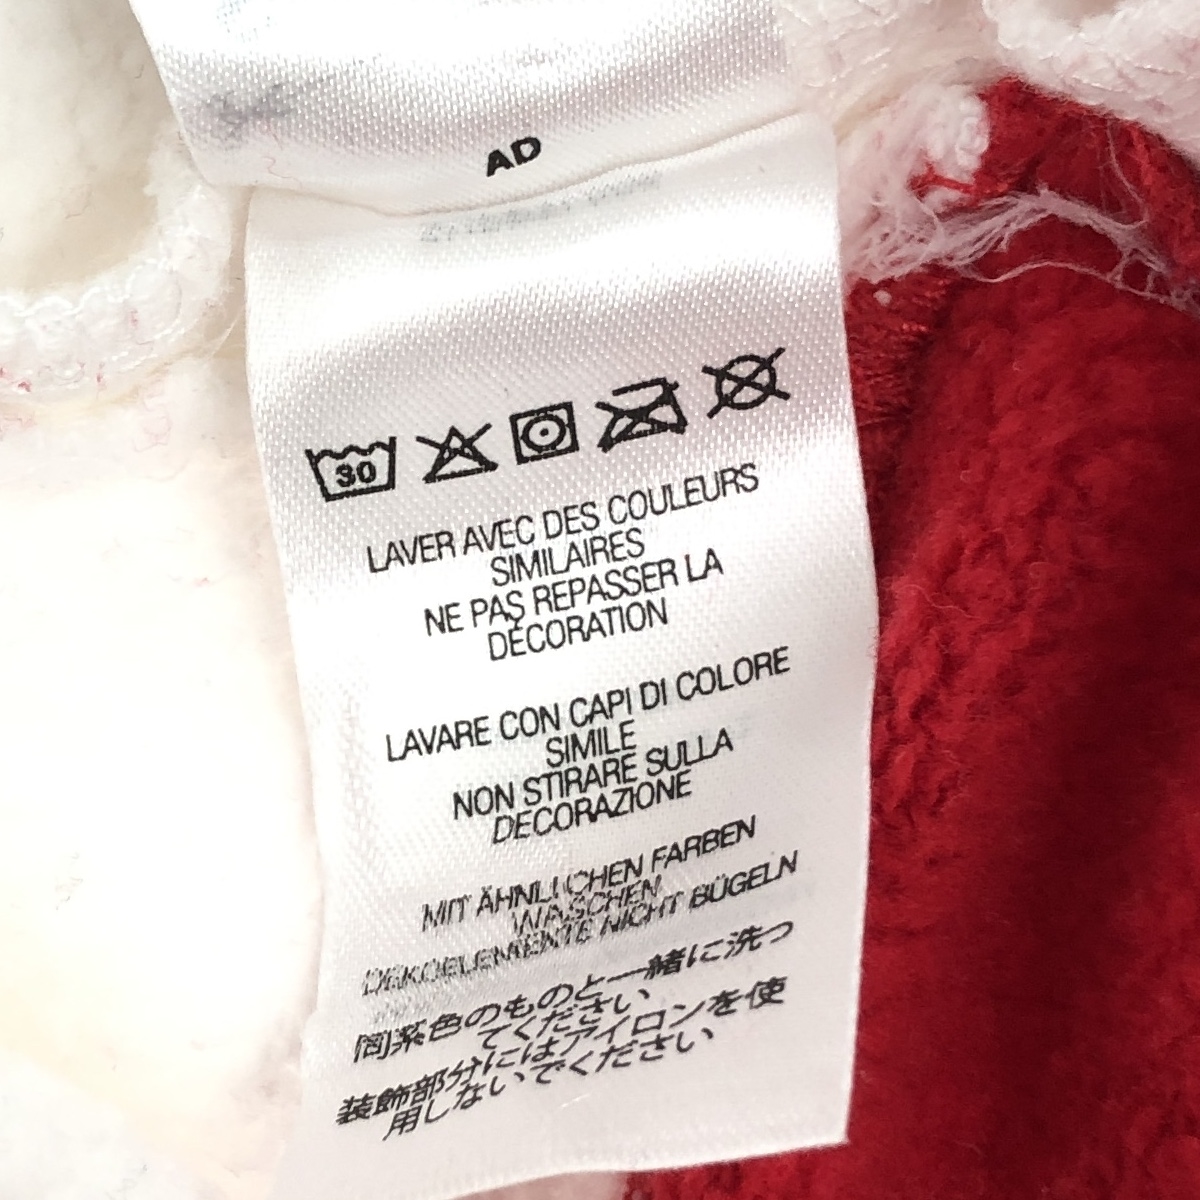 AD
30
LAVER AVEC DES COULEURS
SIMILAIRES
NE PAS REPASSER LA
DÉCORATION
LAVARE CON CAPI DI COLORE
SIMILE
NON STIRARE SULLA
DECORAZIONE
MIT ÄHNLICHEN FARBEN
WASCHEN
DEKOELEMENTE NICHT BÜGELN
同系色のものと一緒に洗っ
てください
装飾部分にはアイロンを使
用しないでください